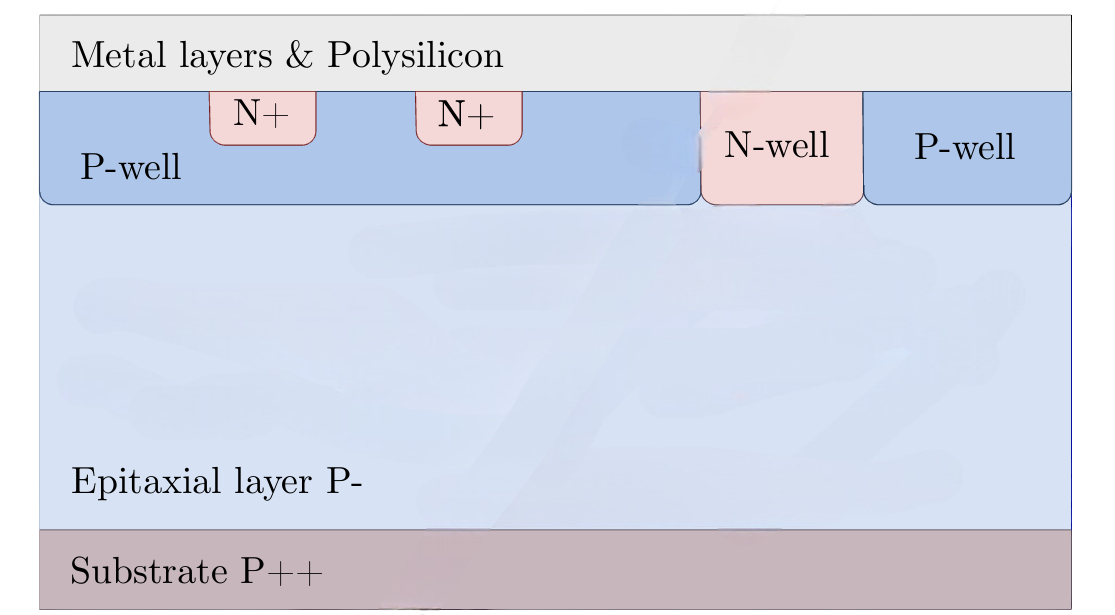 Metal layers & Polysilicon
N+
N+
P-well
N-well
P-well
Epitaxial layer P-
Substrate P++